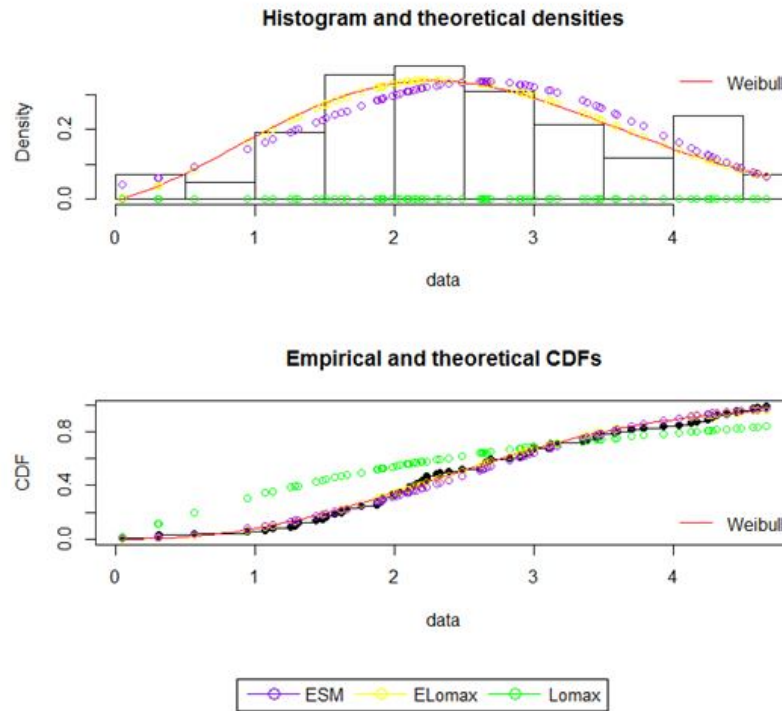 Histogram and theoretical densities
Density
0.0
0.2
Weibull
0 1 2 3 4
data
Empirical and theoretical CDFs
CDF
0.0
0.4
0.8
Weibull
0 1 2 3 4
data
ESM ELomax Lomax